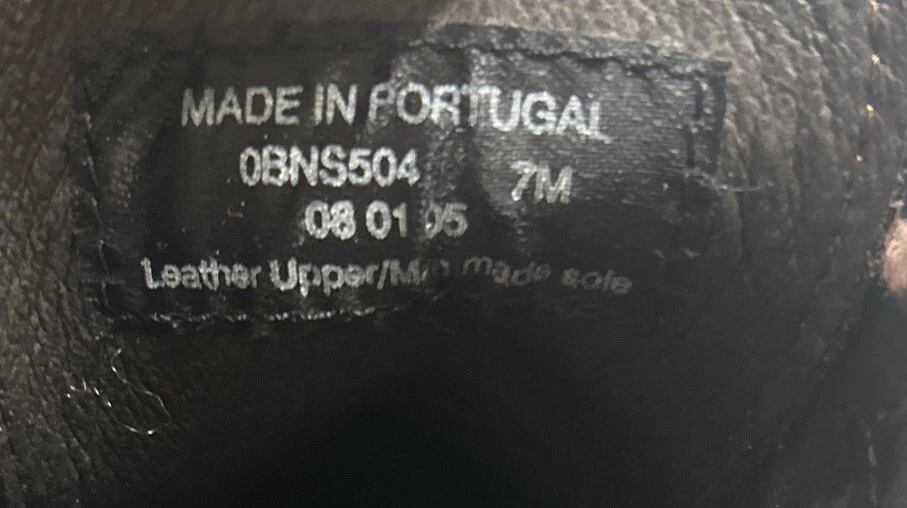 MADE IN PORTUGAL
0BNS504 7M
08 01 05
Leather Upper/Man made sole